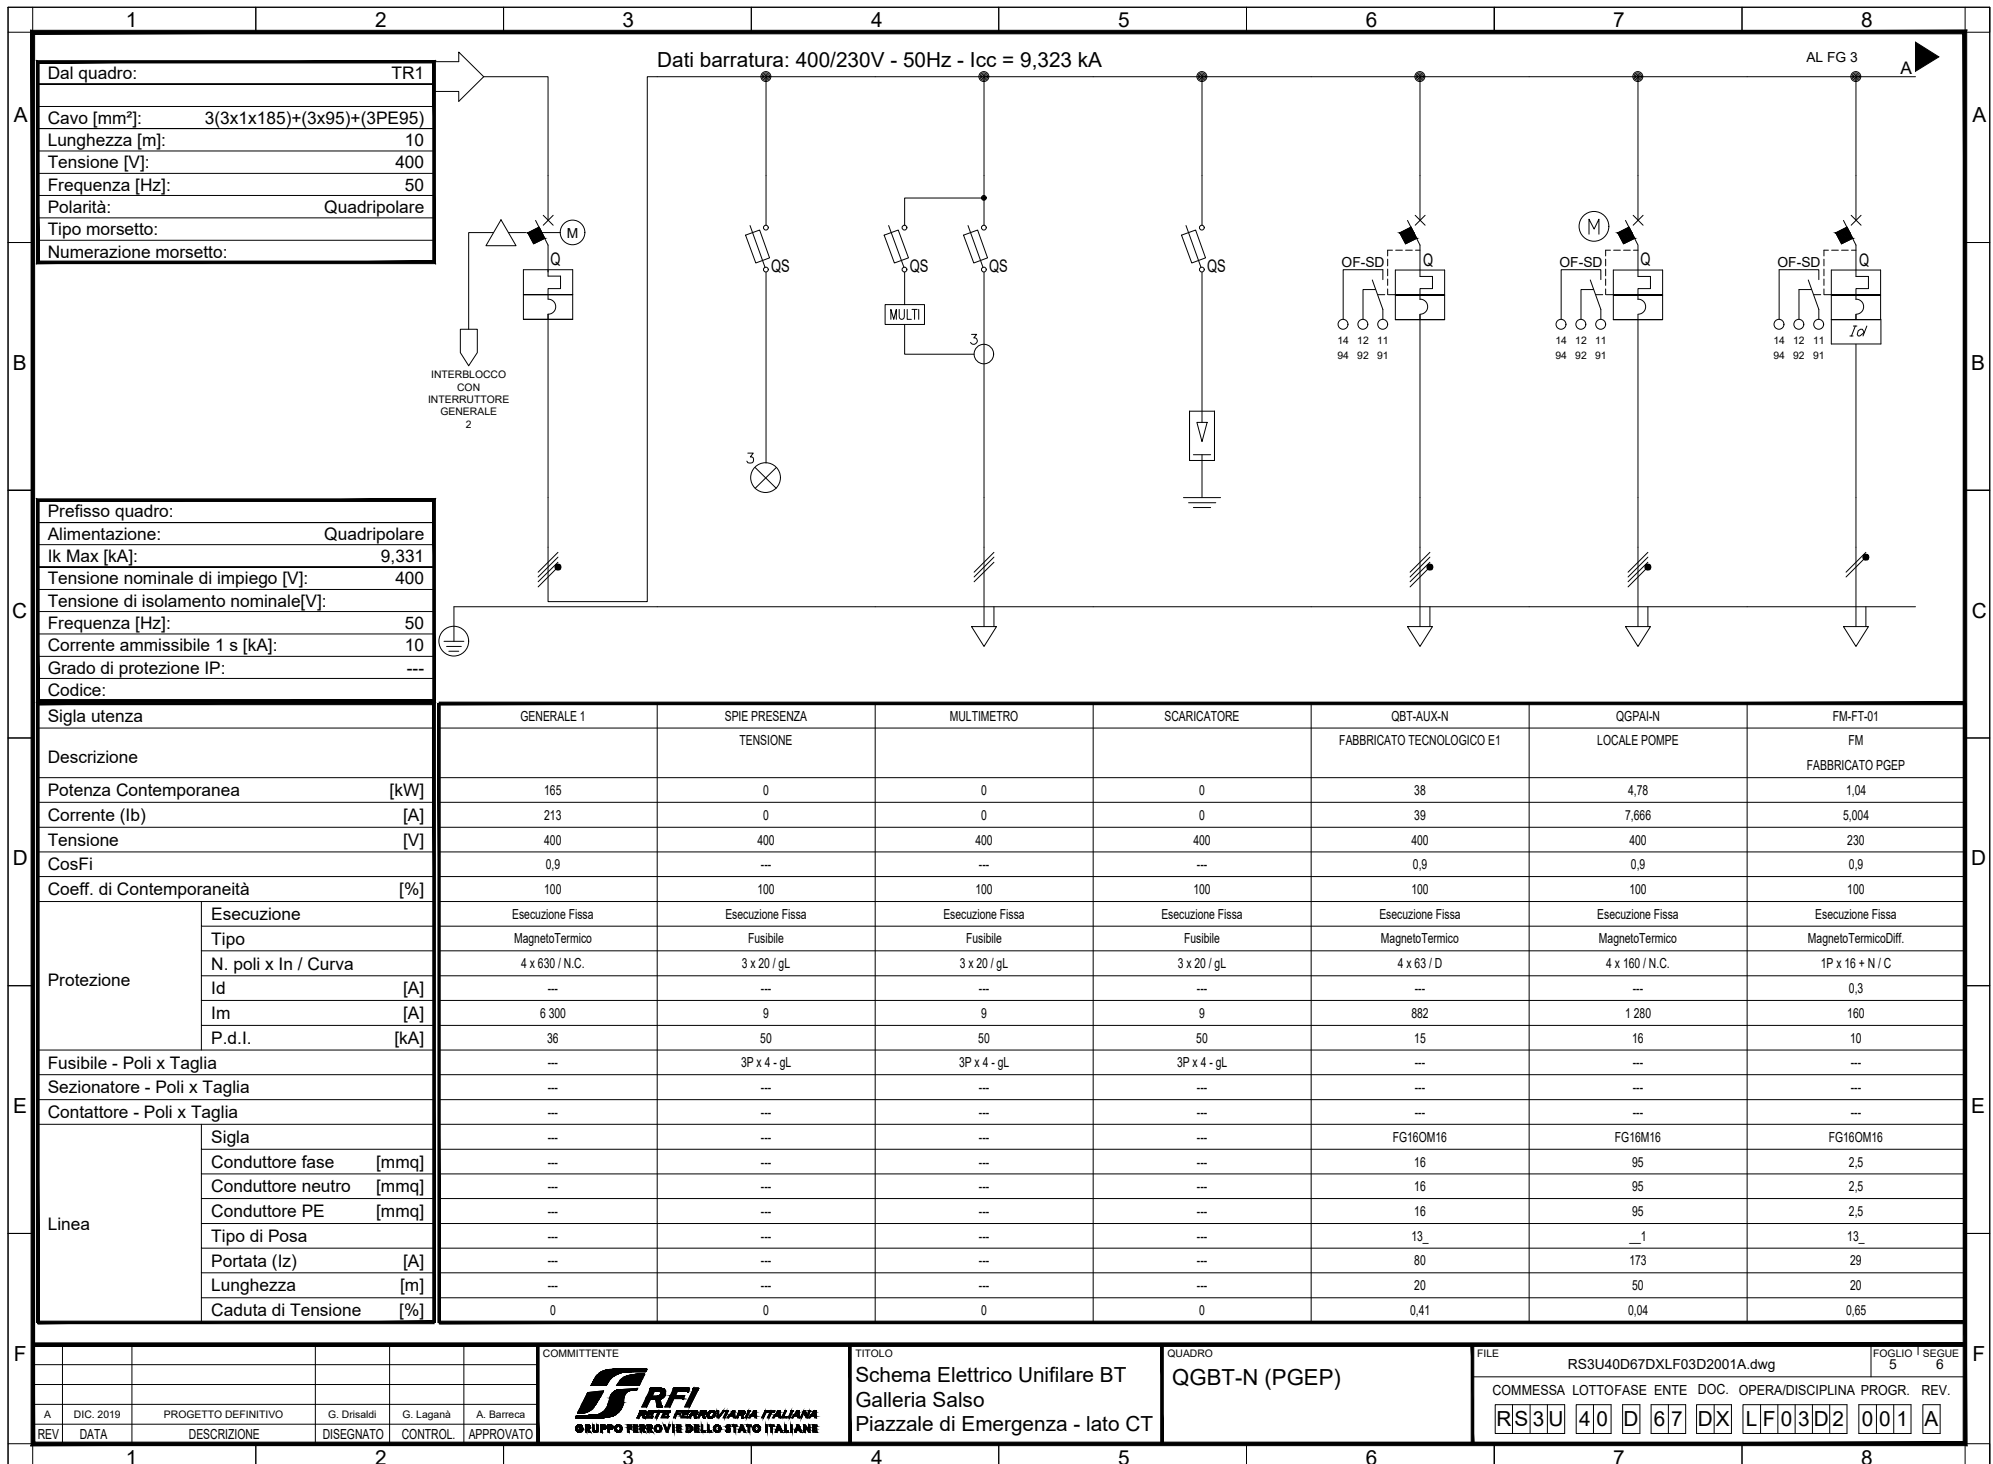 1 2 3 4 5 6 7 8
Dati barratura: 400/230V - 50Hz - Icc = 9,323 kA
AL FG 3
A
A
A
Dal quadro: TR1
Cavo [mm²]: 3(3x1x185)+(3x95)+(3PE95)
Lunghezza [m]: 10
Tensione [V]: 400
Frequenza [Hz]: 50
Polarità: Quadripolare
Tipo morsetto:
Numerazione morsetto:
M
M
Q
QS
QS
QS
QS
OF-SD Q
OF-SD Q
OF-SD Q
MULTI
Id
3
14 12 11
94 92 91
14 12 11
94 92 91
14 12 11
94 92 91
B
B
INTERBLOCCO
CON
INTERRUTTORE
GENERALE
2
3
Prefisso quadro:
Alimentazione: Quadripolare
Ik Max [kA]: 9,331
Tensione nominale di impiego [V]: 400
Tensione di isolamento nominale[V]:
Frequenza [Hz]: 50
Corrente ammissibile 1 s [kA]: 10
Grado di protezione IP: ---
Codice:
C
C
Sigla utenza GENERALE 1 SPIE PRESENZA MULTIMETRO SCARICATORE QBT-AUX-N QGPAI-N FM-FT-01
Descrizione TENSIONE FABBRICATO TECNOLOGICO E1 LOCALE POMPE FM
FABBRICATO PGEP
Potenza Contemporanea [kW] 165 0 0 0 38 4,78 1,04
Corrente (Ib) [A] 213 0 0 0 39 7,666 5,004
Tensione [V] 400 400 400 400 400 400 230
D
D
CosFi 0,9 --- --- --- 0,9 0,9 0,9
Coeff. di Contemporaneità [%] 100 100 100 100 100 100 100
Protezione
Esecuzione Esecuzione Fissa Esecuzione Fissa Esecuzione Fissa Esecuzione Fissa Esecuzione Fissa Esecuzione Fissa Esecuzione Fissa
Tipo MagnetoTermico Fusibile Fusibile Fusibile MagnetoTermico MagnetoTermico MagnetoTermicoDiff.
N. poli x In / Curva 4 x 630 / N.C. 3 x 20 / gL 3 x 20 / gL 3 x 20 / gL 4 x 63 / D 4 x 160 / N.C. 1P x 16 + N / C
Id [A] --- --- --- --- --- --- 0,3
Im [A] 6 300 9 9 9 882 1 280 160
P.d.I. [kA] 36 50 50 50 15 16 10
Fusibile - Poli x Taglia --- 3P x 4 - gL 3P x 4 - gL 3P x 4 - gL --- --- ---
Sezionatore - Poli x Taglia --- --- --- --- --- --- ---
E
E
Contattore - Poli x Taglia --- --- --- --- --- --- ---
Linea
Sigla --- --- --- --- FG16OM16 FG16M16 FG16OM16
Conduttore fase [mmq] --- --- --- --- 16 95 2,5
Conduttore neutro [mmq] --- --- --- --- 16 95 2,5
Conduttore PE [mmq] --- --- --- --- 16 95 2,5
Tipo di Posa --- --- --- --- 13_ __1 13_
Portata (Iz) [A] --- --- --- --- 80 173 29
Lunghezza [m] --- --- --- --- 20 50 20
Caduta di Tensione [%] 0 0 0 0 0,41 0,04 0,65
F
F
A DIC. 2019 PROGETTO DEFINITIVO G. Drisaldi G. Laganà A. Barreca
REV DATA DESCRIZIONE DISEGNATO CONTROL. APPROVATO
COMMITTENTE
RFI
RETE FERROVIARIA ITALIANA
GRUPPO FERROVIE DELLO STATO ITALIANE
TITOLO
Schema Elettrico Unifilare BT
Galleria Salso
Piazzale di Emergenza - lato CT
QUADRO
QGBT-N (PGEP)
FILE
RS3U40D67DXLF03D2001A.dwg
FOGLIO SEGUE
5 6
COMMESSA LOTTO FASE ENTE DOC. OPERA/DISCIPLINA PROGR. REV.
RS3U 40 D 67 DX LF03D2 001 A
1 2 3 4 5 6 7 8